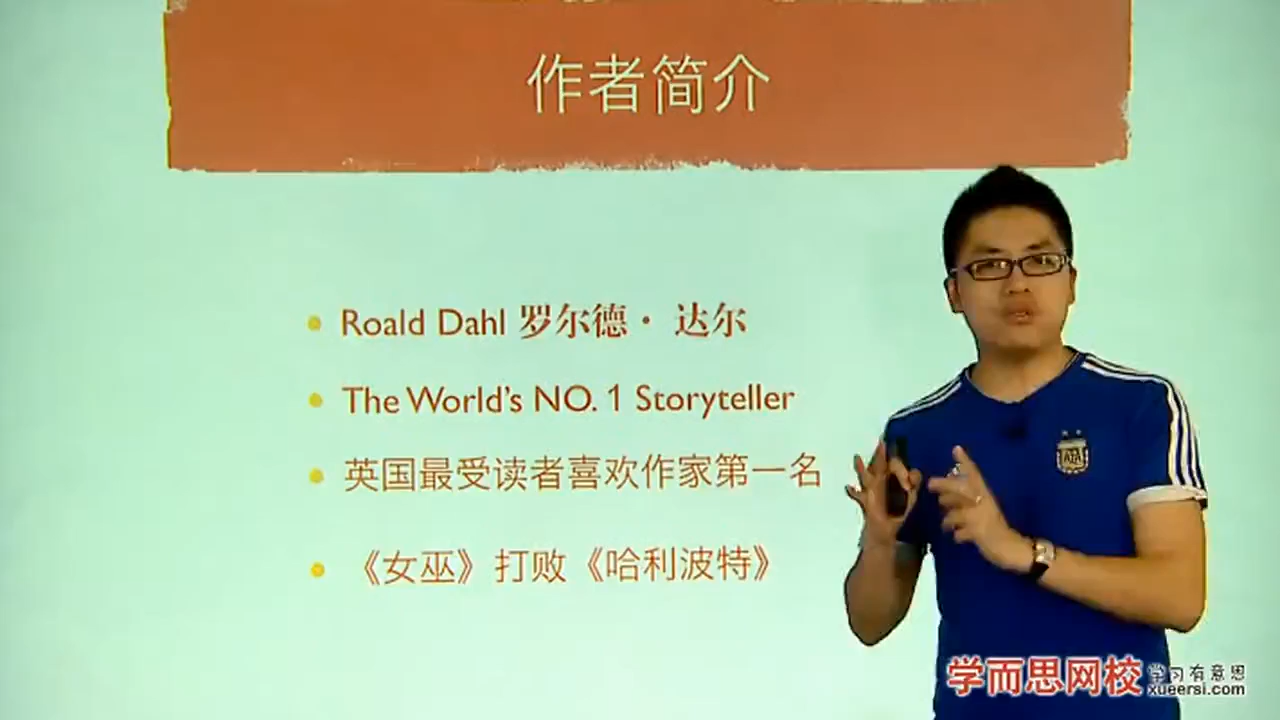 作者简介
Roald Dahl 罗尔德· 达尔
The World's NO. 1 Storyteller
英国最受读者喜欢作家第一名
《女巫》打败《哈利波特》
AFA
学而思网校
学习有意思
xueersi.com